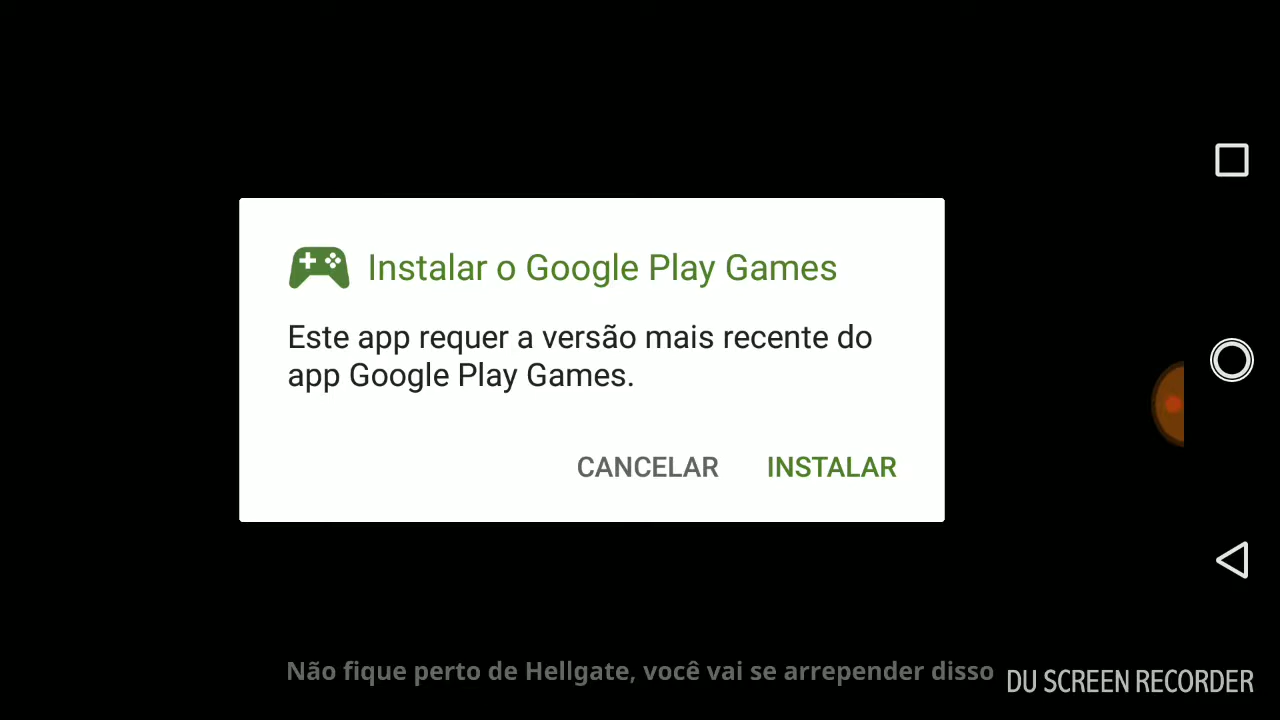 Instalar o Google Play Games
Este app requer a versão mais recente do
app Google Play Games.
CANCELAR INSTALAR
Não fique perto de Hellgate, você vai se arrepender disso
DU SCREEN RECORDER